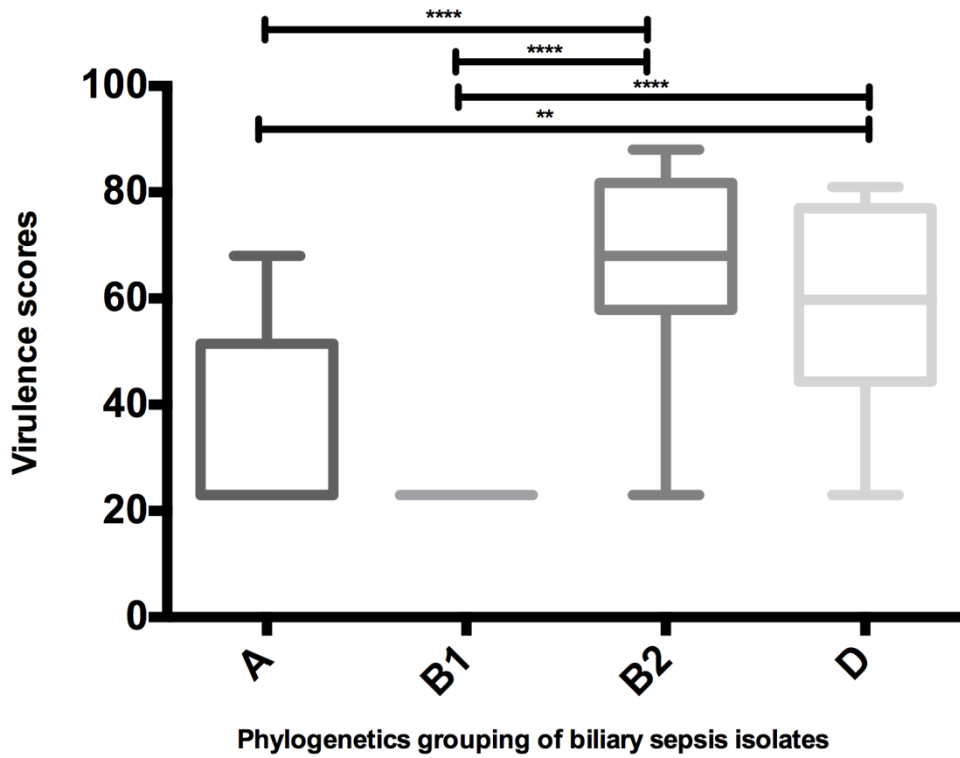 ****
****
****
**
100
80
60
40
20
0
Virulence scores
A
B1
B2
D
Phylogenetics grouping of biliary sepsis isolates